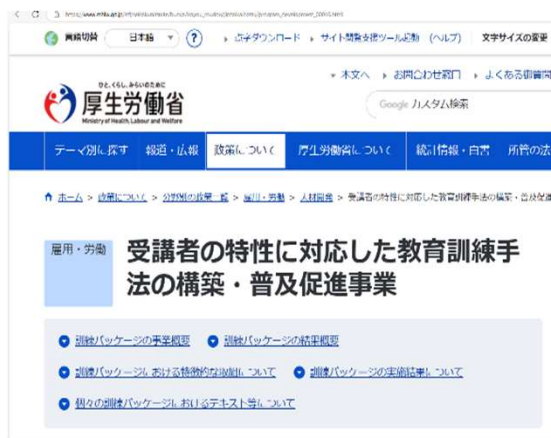 言語切替 日本語 ? 点字ダウンロード サイト閲覧支援ツール起動 (ヘルプ) 文字サイズの変更
本文へ お問合わせ窓口 よくある御質問
ひと、くらし、みらいのために
厚生労働省
Ministry of Health, Labour and Welfare
Google カスタム検索
テーマ別に探す 報道・広報 政策について 厚生労働省について 統計情報・白書 所管の法
ホーム > 政策について > 分野別の政策一覧 > 雇用・労働 > 人材開発 > 受講者の特性に対応した教育訓練手法の構築・普及促進
雇用・労働
受講者の特性に対応した教育訓練手
法の構築・普及促進事業
訓練パッケージの事業概要 訓練パッケージの結果概要
訓練パッケージにおける特徴的な取組について 訓練パッケージの実施結果について
個々の訓練パッケージにおけるテキスト等について